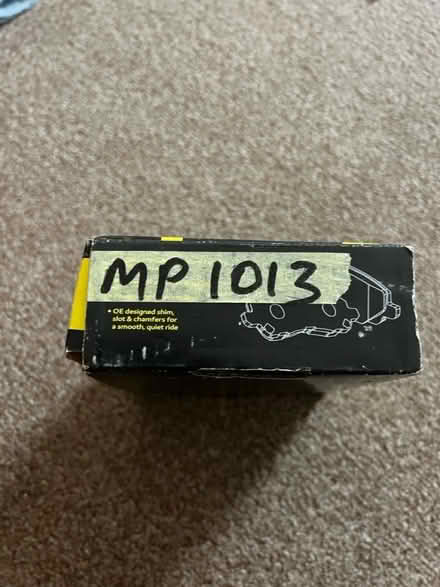 MP 1013
• OE designed shim,
slot & chamfers for
a smooth, quiet ride